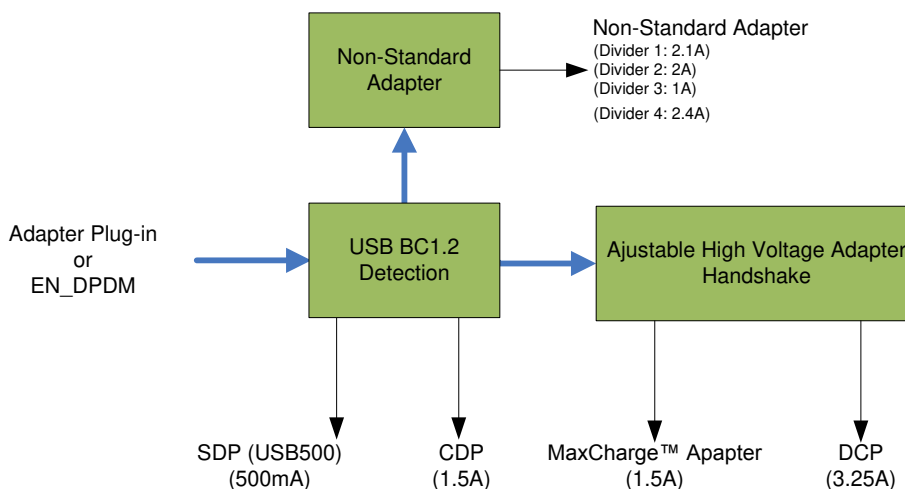 Non-Standard
Adapter
Non-Standard Adapter
(Divider 1: 2.1A)
(Divider 2: 2A)
(Divider 3: 1A)
(Divider 4: 2.4A)
Adapter Plug-in
or
EN_DPDM
USB BC1.2
Detection
Ajustable High Voltage Adapter
Handshake
SDP (USB500)
(500mA)
CDP
(1.5A)
MaxCharge™ Apapter
(1.5A)
DCP
(3.25A)